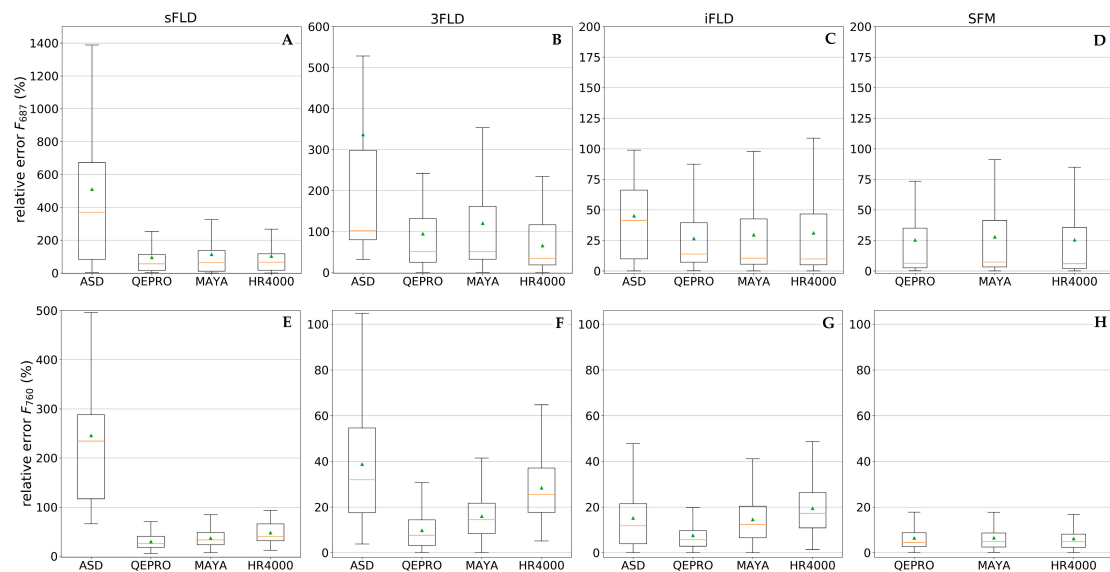 sFLD
3FLD
iFLD
SFM
relative error F687 (%)
1400
1200
1000
800
600
400
200
0
A
ASD QEPRO MAYA HR4000
600
500
400
300
200
100
0
B
ASD QEPRO MAYA HR4000
200
175
150
125
100
75
50
25
0
C
ASD QEPRO MAYA HR4000
200
175
150
125
100
75
50
25
0
D
QEPRO MAYA HR4000
relative error F760 (%)
500
400
300
200
100
0
E
ASD QEPRO MAYA HR4000
100
80
60
40
20
0
F
ASD QEPRO MAYA HR4000
100
80
60
40
20
0
G
ASD QEPRO MAYA HR4000
100
80
60
40
20
0
H
QEPRO MAYA HR4000